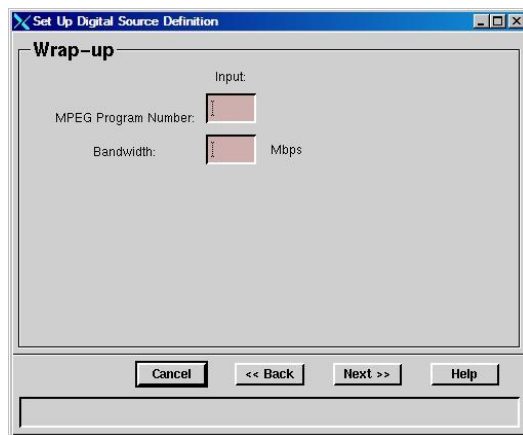 Set Up Digital Source Definition
Wrap-up
Input:
MPEG Program Number:
Bandwidth:
Mbps
Cancel
<< Back
Next >>
Help